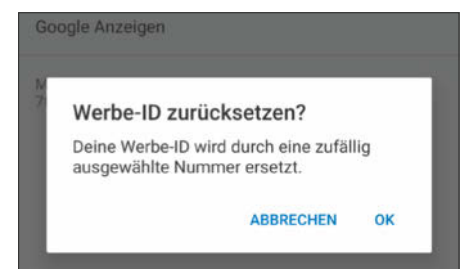 Google Anzeigen
Werbe-ID zurücksetzen?
Deine Werbe-ID wird durch eine zufällig
ausgewählte Nummer ersetzt.
ABBRECHEN OK